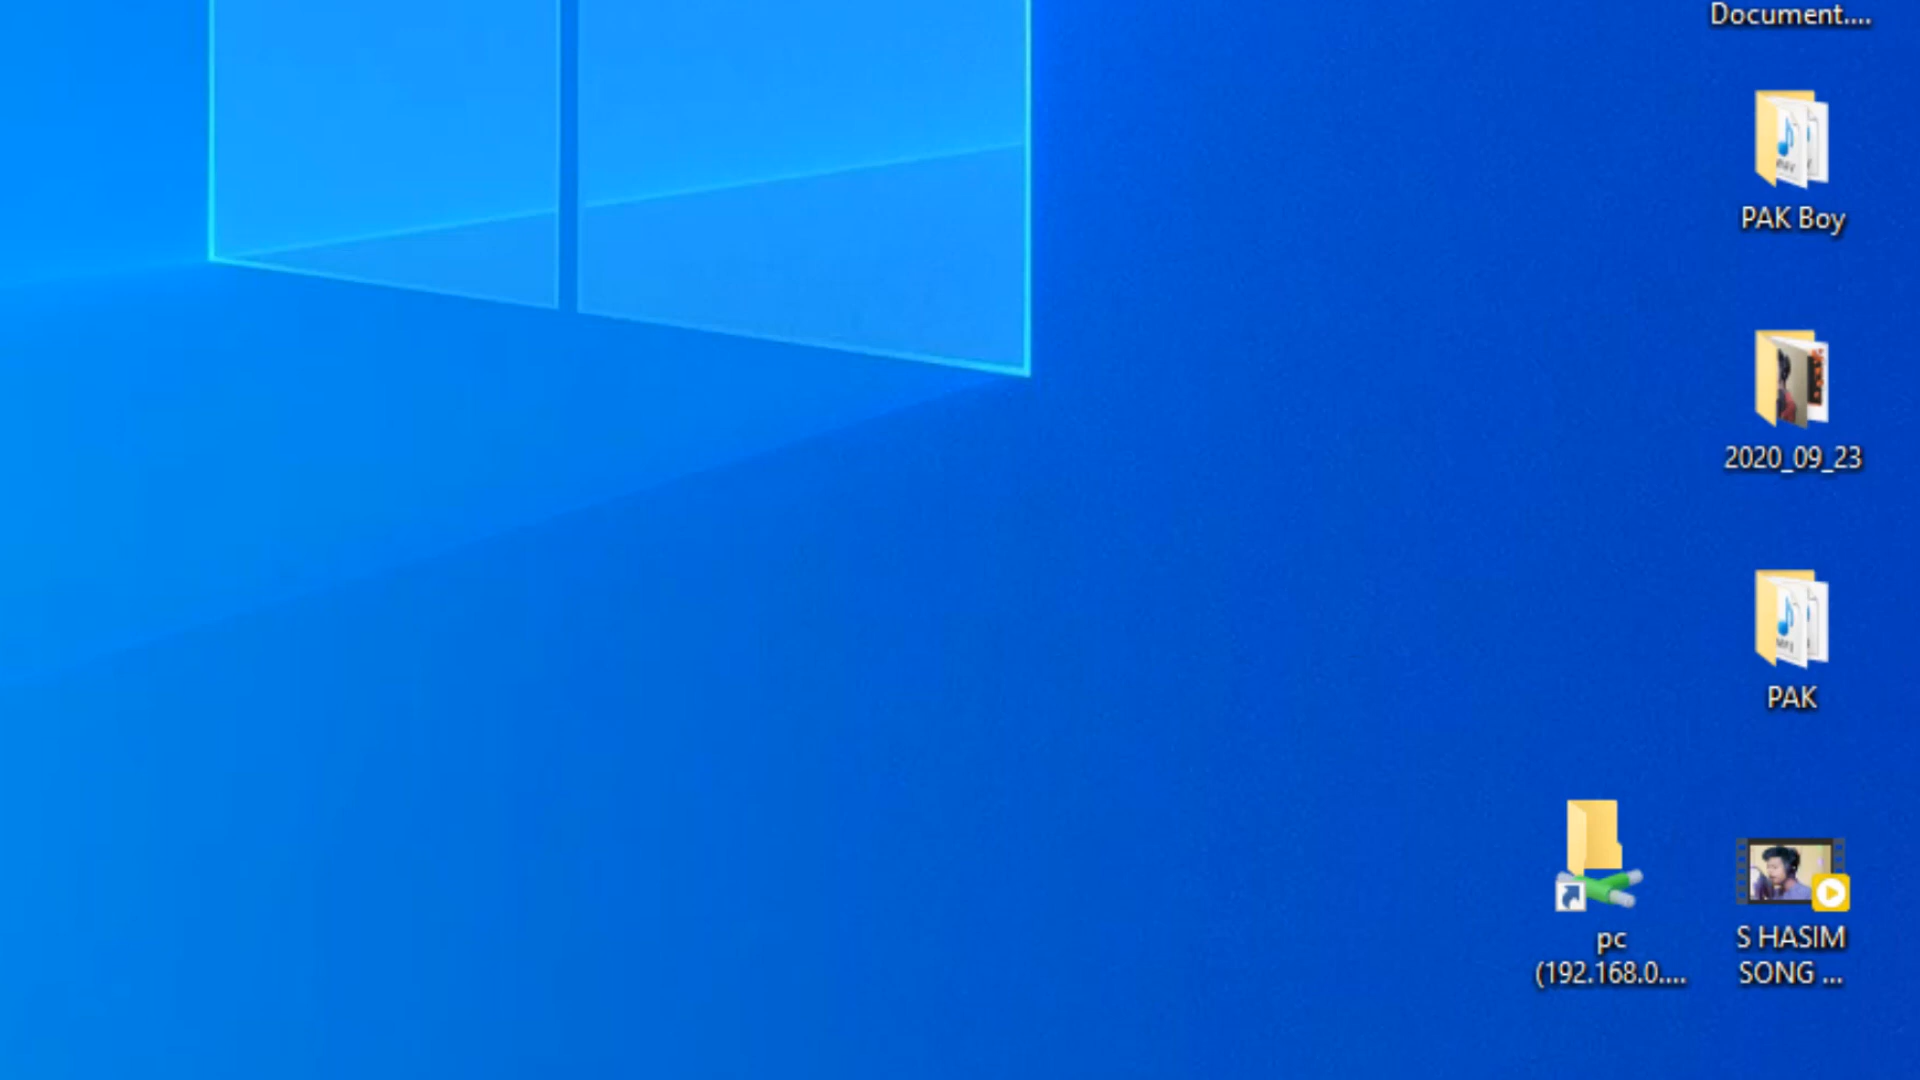 Document....
PAK Boy
2020_09_23
PAK
pc
(192.168.0....
S HASIM
SONG ...